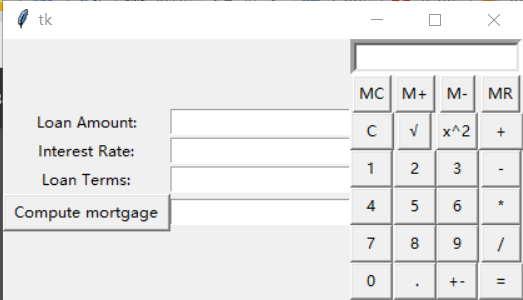 tk
MC M+ M- MR
C √ x^2 +
Loan Amount:
Interest Rate:
Loan Terms:
Compute mortgage
1 2 3 -
4 5 6 *
7 8 9 /
0 . +- =